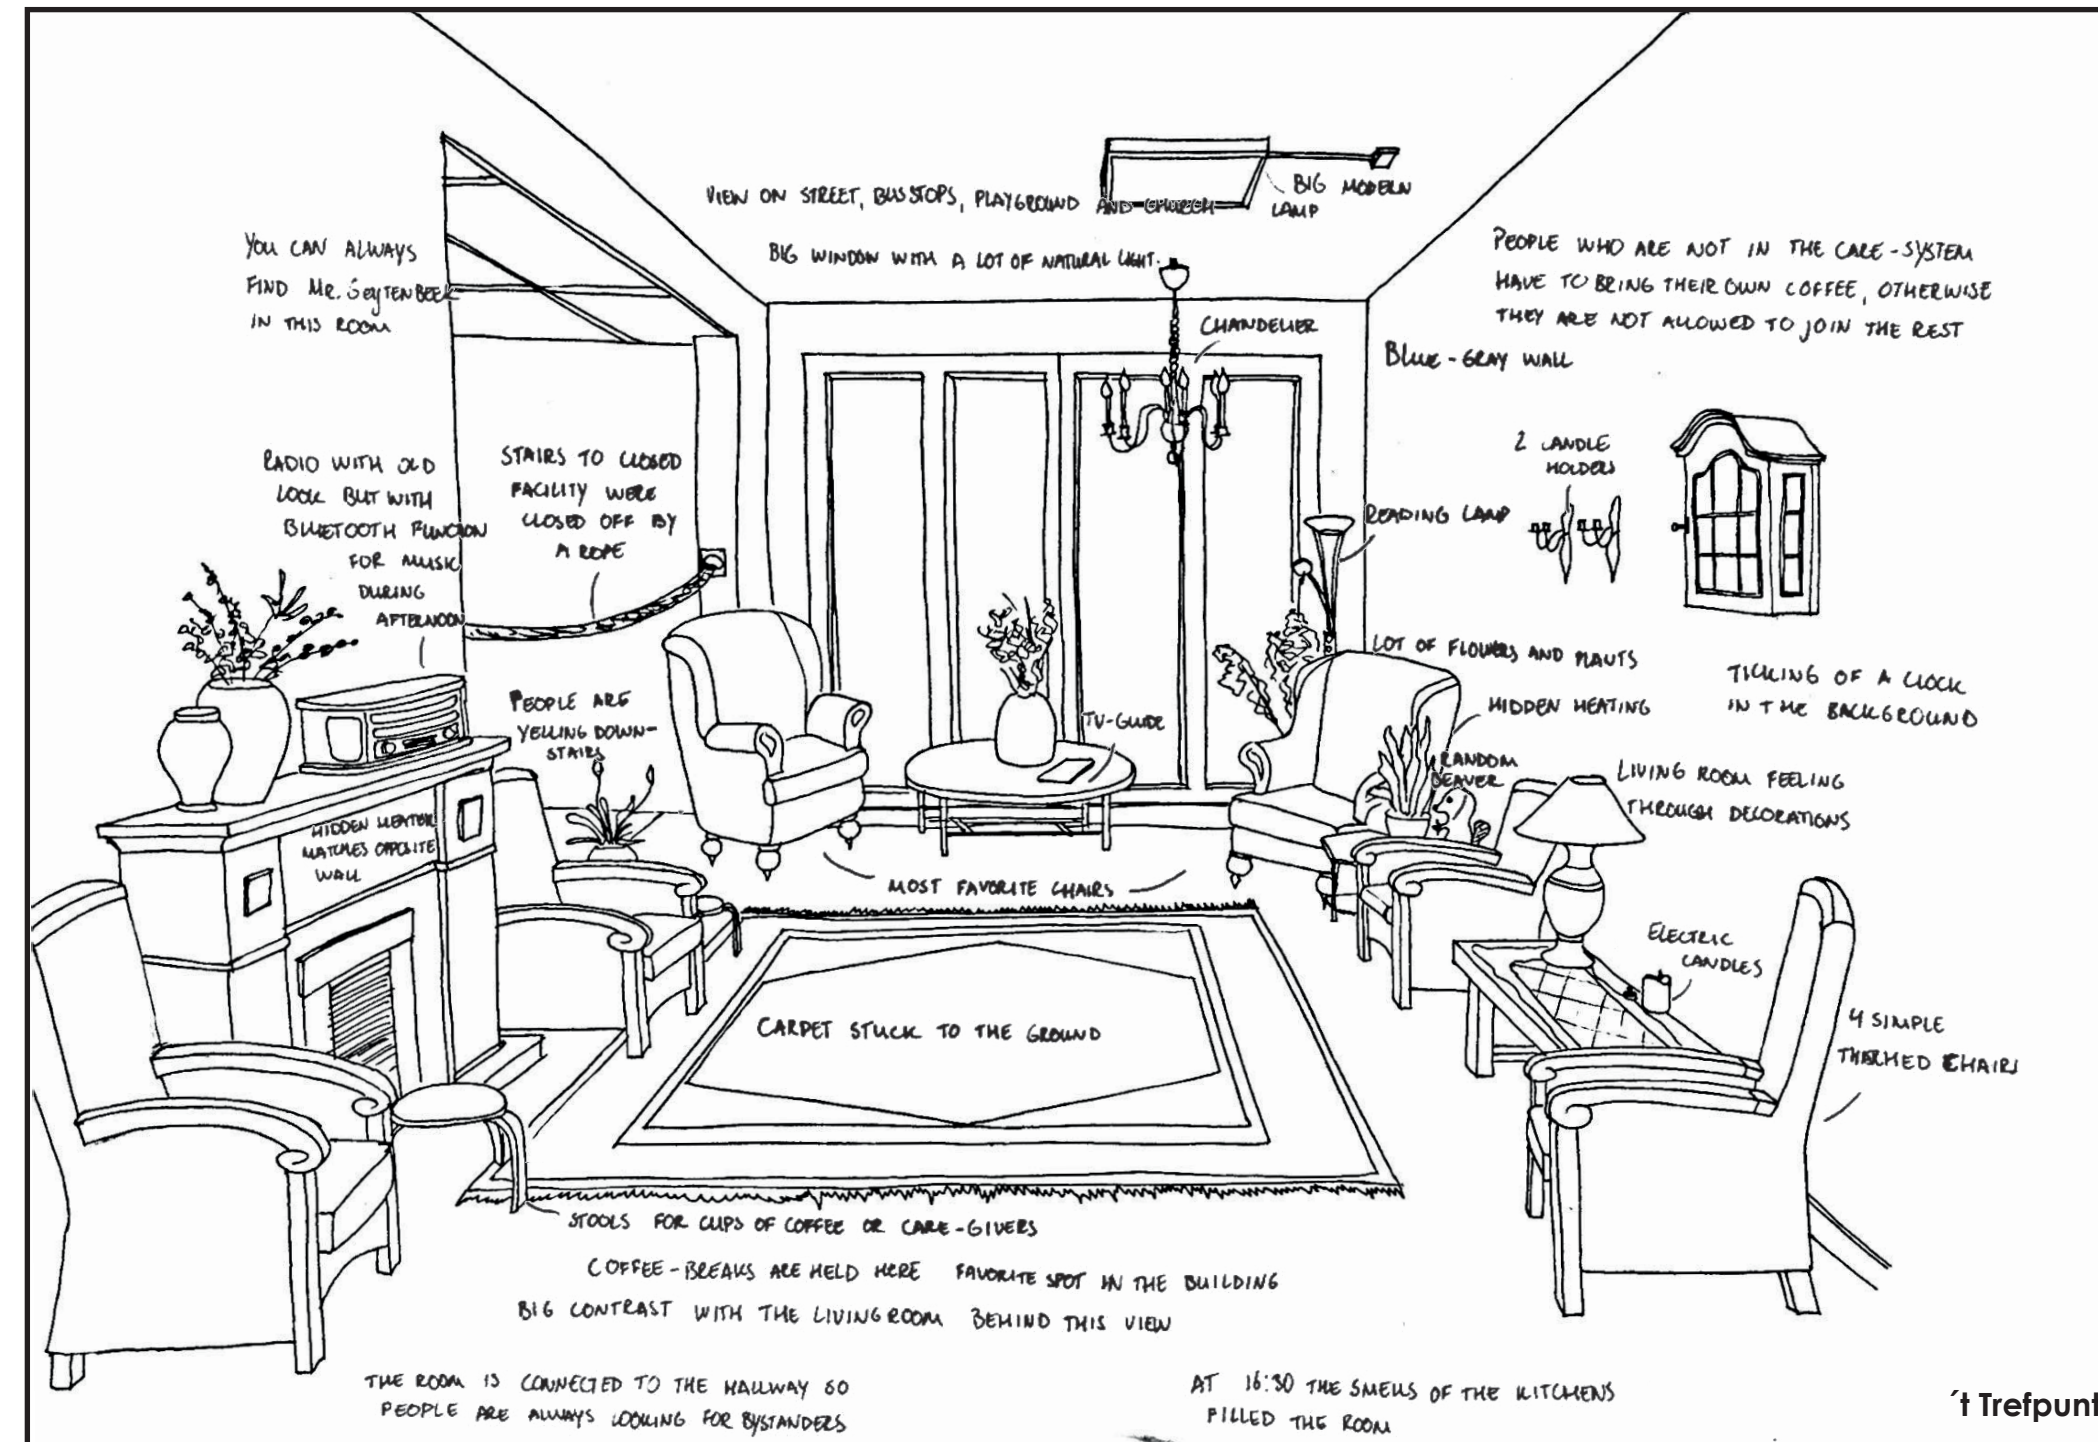 VIEW ON STREET, BUSSTOPS, PLAYGROUND AND CHURCH
BIG MODERN
LAMP
BIG WINDOW WITH A LOT OF NATURAL LIGHT.
YOU CAN ALWAYS
FIND MR. SEYTENBEEK
IN THIS ROOM
PEOPLE WHO ARE NOT IN THE CARE-SYSTEM
HAVE TO BRING THEIR OWN COFFEE, OTHERWISE
THEY ARE NOT ALLOWED TO JOIN THE REST
CHANDELIER
BLUE-GRAY WALL
RADIO WITH OLD
LOOK BUT WITH
BLUETOOTH FUNCION
FOR MUSIC
DURING
AFTERNOON
STAIRS TO CLOSED
FACILITY WERE
CLOSED OFF BY
A ROPE
2 CANDLE
HOLDERS
READING LAMP
LOT OF FLOWERS AND PLANTS
TICKING OF A CLOCK
IN THE BACKGROUND
HIDDEN HEATING
PEOPLE ARE
YELLING DOWN-
STAIRS
TV-GUIDE
RANDOM
BEAVER
LIVING ROOM FEELING
THROUGH DECORATIONS
HIDDEN HEATER
MATCHES OPPOSITE
WALL
MOST FAVORITE CHAIRS
ELECTRIC
CANDLES
CARPET STUCK TO THE GROUND
4 SIMPLE
CHAIRS
STOOLS FOR CUPS OF COFFEE OR CARE-GIVERS
COFFEE-BREAKS ARE HELD HERE FAVORITE SPOT IN THE BUILDING
BIG CONTRAST WITH THE LIVINGROOM BEHIND THIS VIEW
THE ROOM IS CONNECTED TO THE HALLWAY SO
PEOPLE ARE ALWAYS LOOKING FOR BYSTANDERS
AT 16:30 THE SMELLS OF THE KITCHENS
FILLED THE ROOM
´t Trefpunt